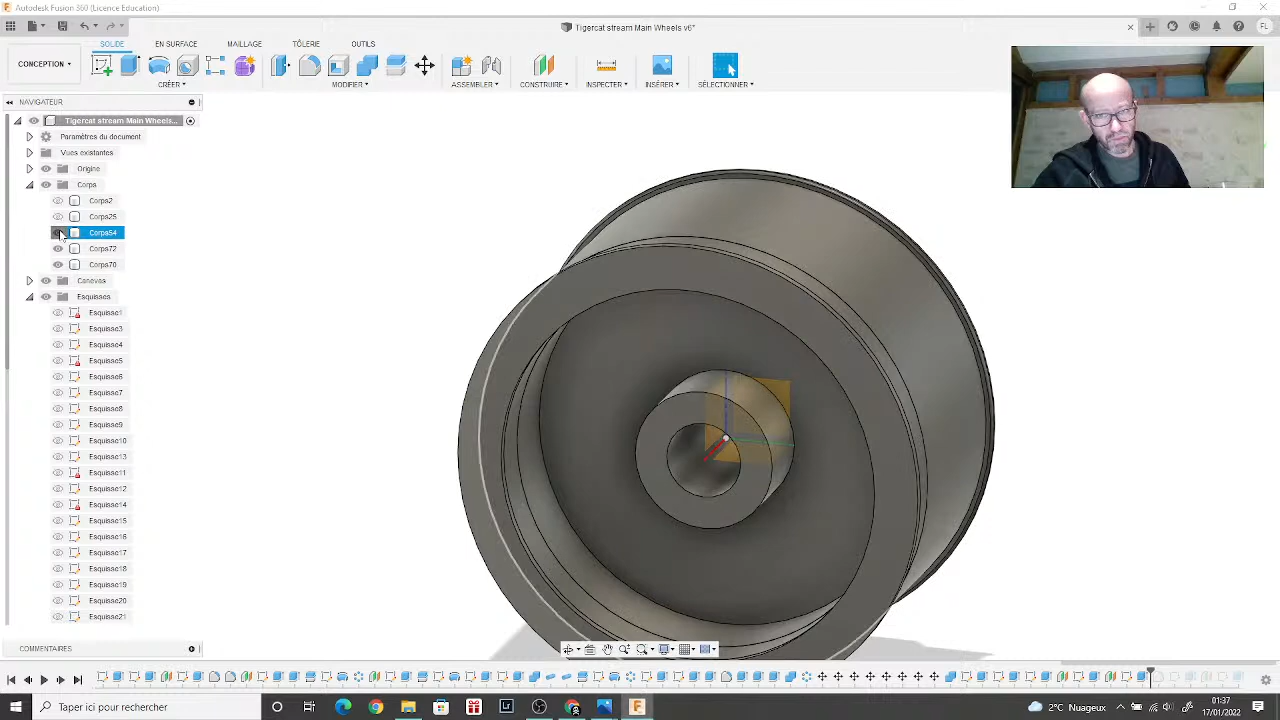 Autodesk Fusion 360 (Licence Education)
Tigercat stream Main Wheels v6*
FL
SOLIDE EN SURFACE MAILLAGE TÔLERIE OUTILS
CONCEPTION
CRÉER MODIFIER ASSEMBLER CONSTRUIRE INSPECTER INSÉRER SÉLECTIONNER
NAVIGATEUR
Tigercat stream Main Wheels...
Paramètres du document
Vues existantes
Origine
Corps
Corps2
Corps25
Corps54
Corps72
Corps70
Canevas
Esquisses
Esquisse1
Esquisse3
Esquisse4
Esquisse5
Esquisse6
Esquisse7
Esquisse8
Esquisse9
Esquisse10
Esquisse13
Esquisse11
Esquisse12
Esquisse14
Esquisse15
Esquisse16
Esquisse17
Esquisse18
Esquisse19
Esquisse20
Esquisse21
COMMENTAIRES
Taper ici pour rechercher
2°C Nuageux
01:37
17/01/2022